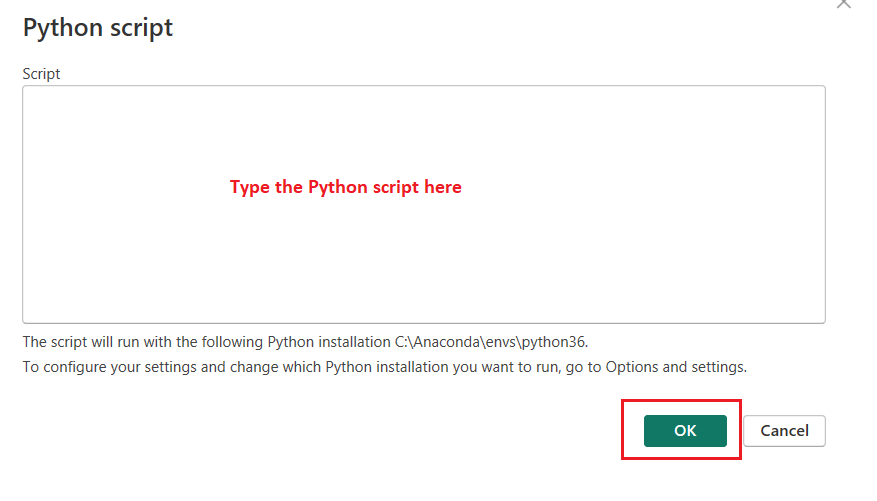 Python script
Script
Type the Python script here
The script will run with the following Python installation C:\Anaconda\envs\python36.
To configure your settings and change which Python installation you want to run, go to Options and settings.
OK
Cancel